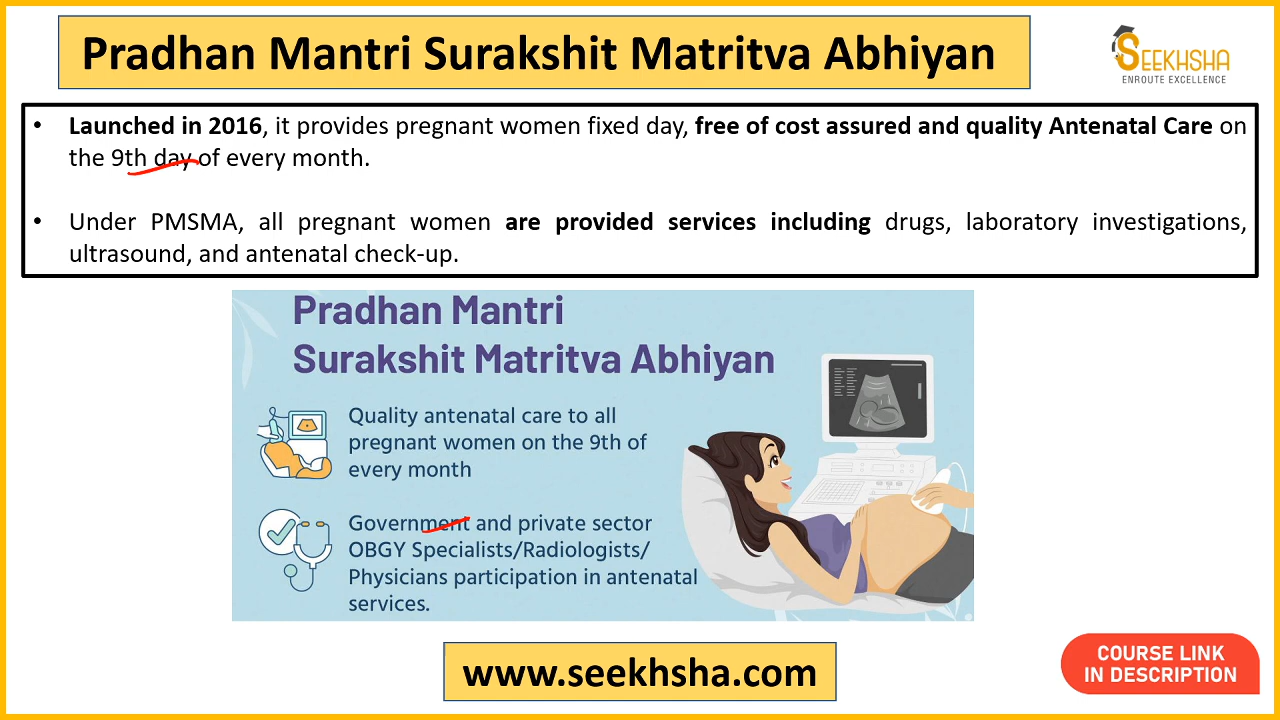 Pradhan Mantri Surakshit Matritva Abhiyan
SEEKHSHA
ENROUTE EXCELLENCE
• Launched in 2016, it provides pregnant women fixed day, free of cost assured and quality Antenatal Care on
the 9th day of every month.
• Under PMSMA, all pregnant women are provided services including drugs, laboratory investigations,
ultrasound, and antenatal check-up.
Pradhan Mantri
Surakshit Matritva Abhiyan
Quality antenatal care to all
pregnant women on the 9th of
every month
Government and private sector
OBGY Specialists/Radiologists/
Physicians participation in antenatal
services.
www.seekhsha.com
COURSE LINK
IN DESCRIPTION